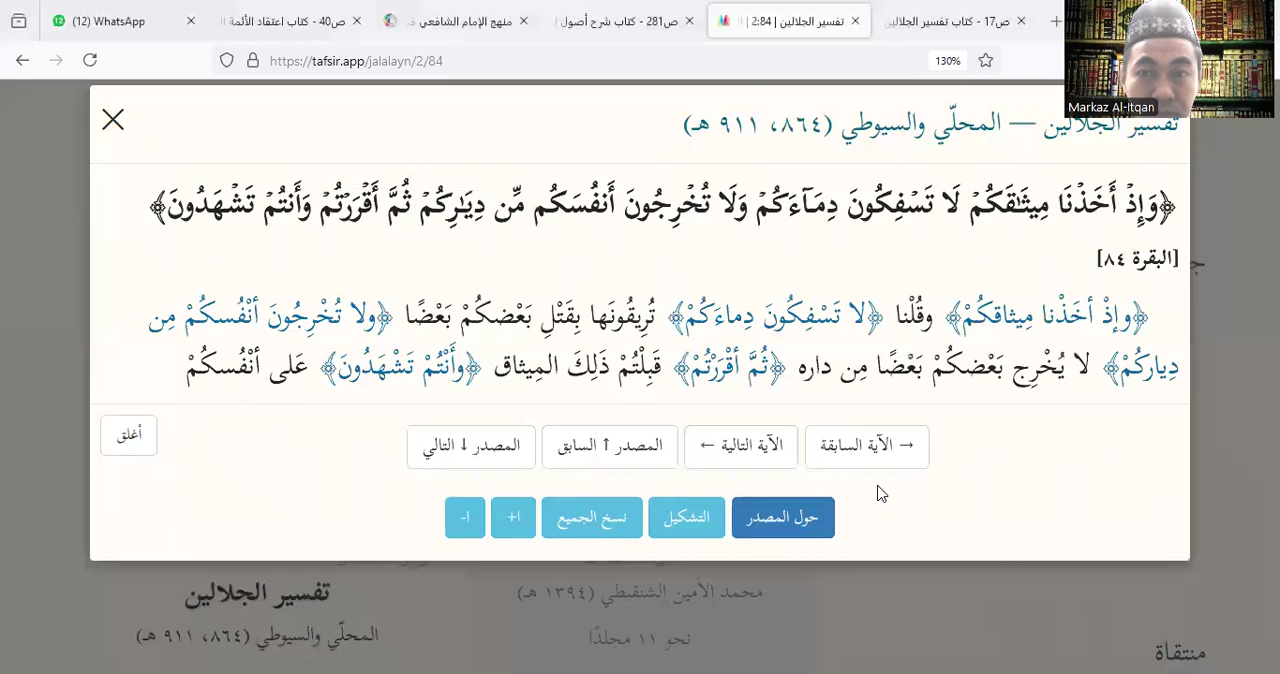 (12) WhatsApp
ص40 - كتاب اعتقاد الأئمة ال
منهج الإمام الشافعي ف
ص281 - كتاب شرح أصول ا
تفسير الجلالين | 2:84 | ا
ص17 - كتاب تفسير الجلالين
https://tafsir.app/jalalayn/2/84
130%
Markaz Al-Itqan
تفسير الجلالين — المحلّي والسيوطي (٨٦٤، ٩١١ هـ)
﴿وَإِذۡ أَخَذۡنَا مِيثَـٰقَكُمۡ لَا تَسۡفِكُونَ دِمَاۤءَكُمۡ وَلَا تُخۡرِجُونَ أَنفُسَكُم مِّن دِیَـٰرِكُمۡ ثُمَّ أَقۡرَرۡتُمۡ وَأَنتُمۡ تَشۡهَدُونَ﴾
[البقرة ٨٤]
﴿وإذْ أخَذْنا مِيثاقكُمْ﴾ وقُلْنا ﴿لا تَسْفِكُونَ دِماءَكُمْ﴾ تُرِيقُونَها بِقَتْلِ بَعْضكُمْ بَعْضًا ﴿ولا تُخْرِجُونَ أنْفُسكُمْ مِن
دِياركُمْ﴾ لا يُخْرِج بَعْضكُمْ بَعْضًا مِن داره ﴿ثُمَّ أقْرَرْتُمْ﴾ قَبِلْتُمْ ذَلِكَ المِيثاق ﴿وأَنْتُمْ تَشْهَدُونَ﴾ عَلى أنْفُسكُمْ
→ الآية السابقة
الآية التالية ←
المصدر ↑ السابق
المصدر ↓ التالي
أغلق
حول المصدر
التشكيل
نسخ الجميع
ا+
ا-
محمد الأمين الشنقيطي (١٣٩٤ هـ)
نحو ١١ مجلدًا
تفسير الجلالين
المحلّي والسيوطي (٨٦٤، ٩١١ هـ)
منتقاة